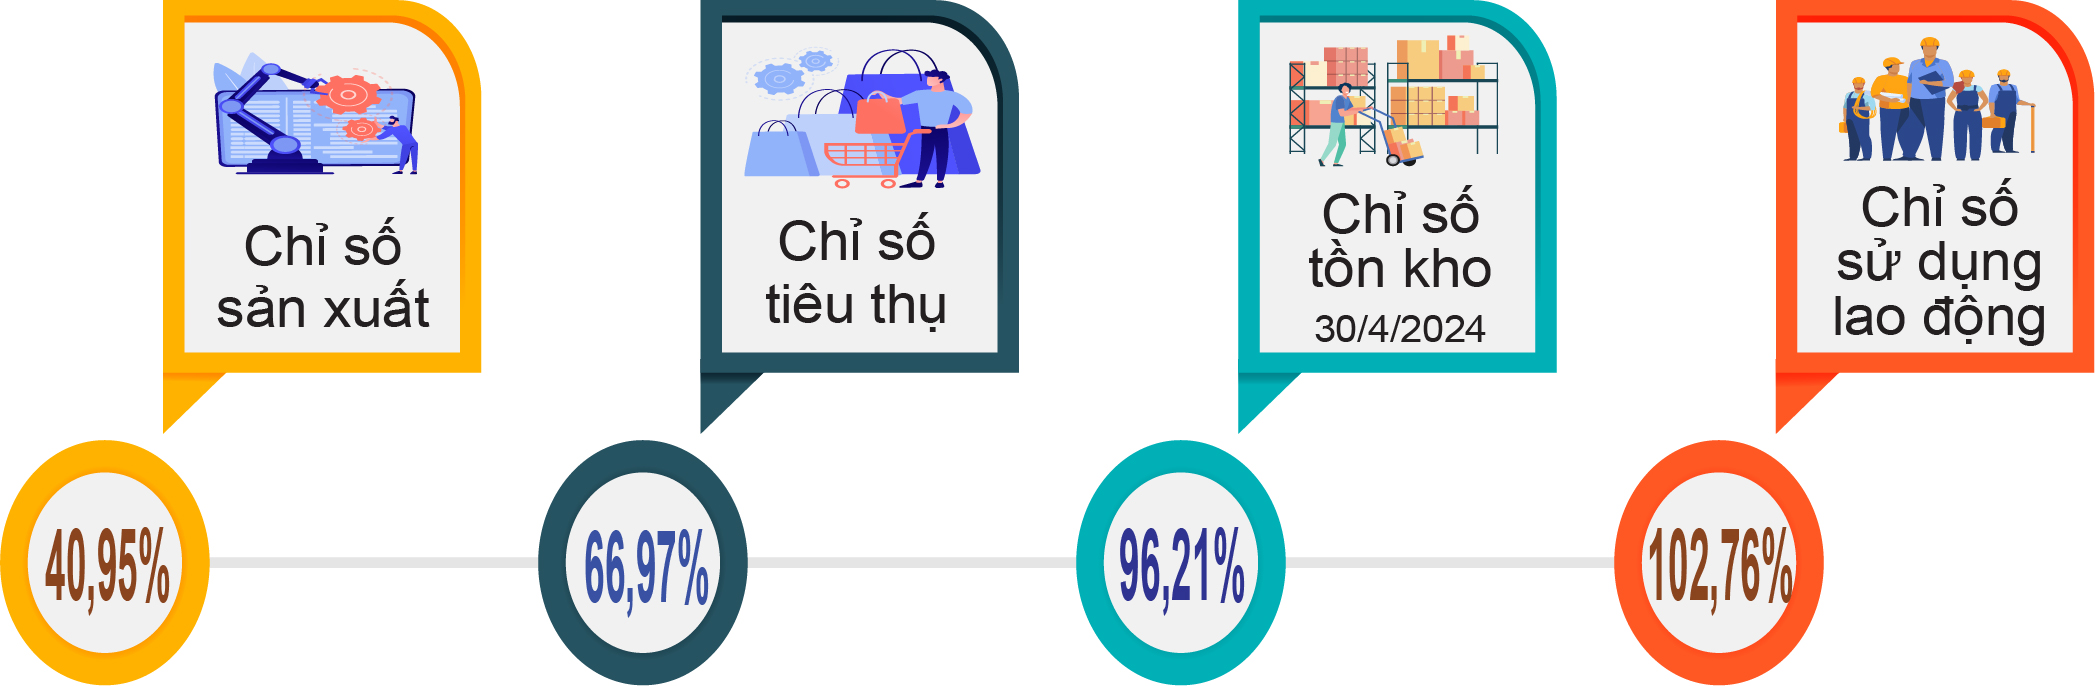 Chỉ số
sản xuất
Chỉ số
tiêu thụ
Chỉ số
tồn kho
30/4/2024
Chỉ số
sử dụng
lao động
40,95%
66,97%
96,21%
102,76%